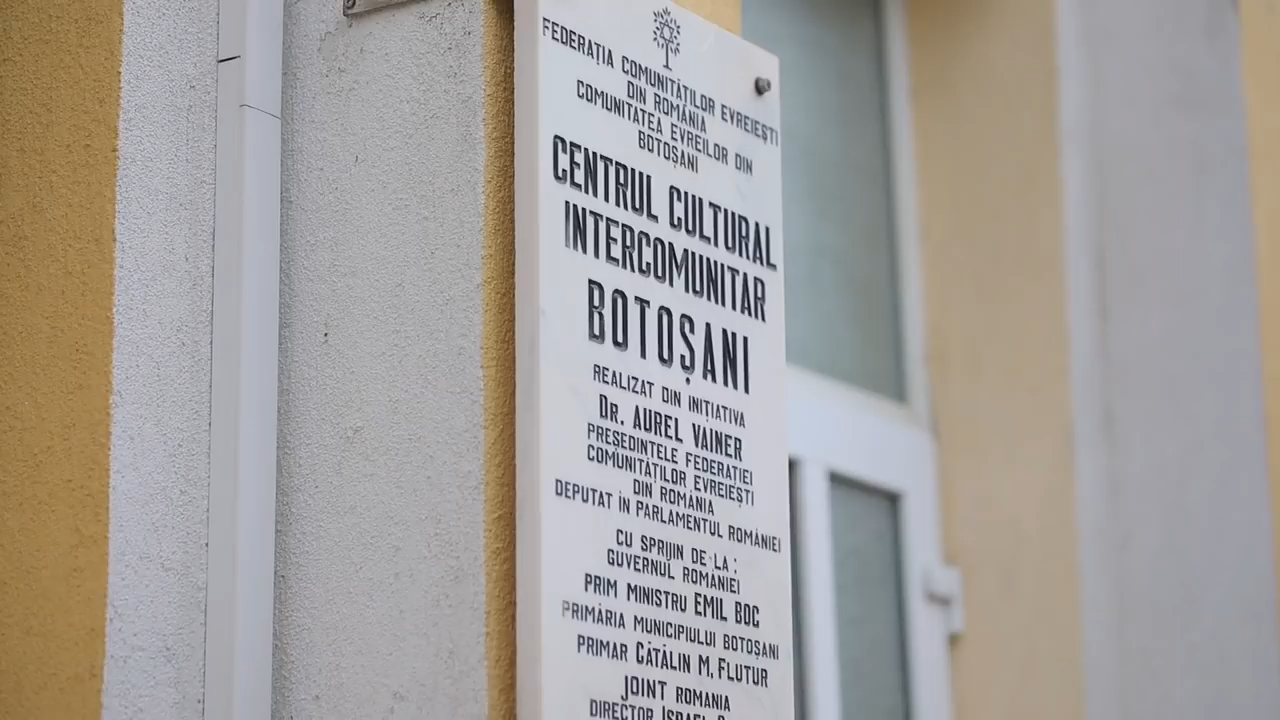 FEDERAȚIA COMUNITĂȚILOR EVREIEȘTI
DIN ROMÂNIA
COMUNITATEA EVREILOR DIN
BOTOȘANI
CENTRUL CULTURAL
INTERCOMUNITAR
BOTOȘANI
REALIZAT DIN INIȚIATIVA
DR. AUREL VAINER
PREȘEDINTELE FEDERAȚIEI
COMUNITĂȚILOR EVREIEȘTI
DIN ROMÂNIA
DEPUTAT ÎN PARLAMENTUL ROMÂNIEI
CU SPRIJIN DE LA :
GUVERNUL ROMÂNIEI
PRIM MINISTRU EMIL BOC
PRIMĂRIA MUNICIPIULUI BOTOȘANI
PRIMAR CĂTĂLIN M. FLUTUR
JOINT ROMANIA
DIRECTOR ISRAEL